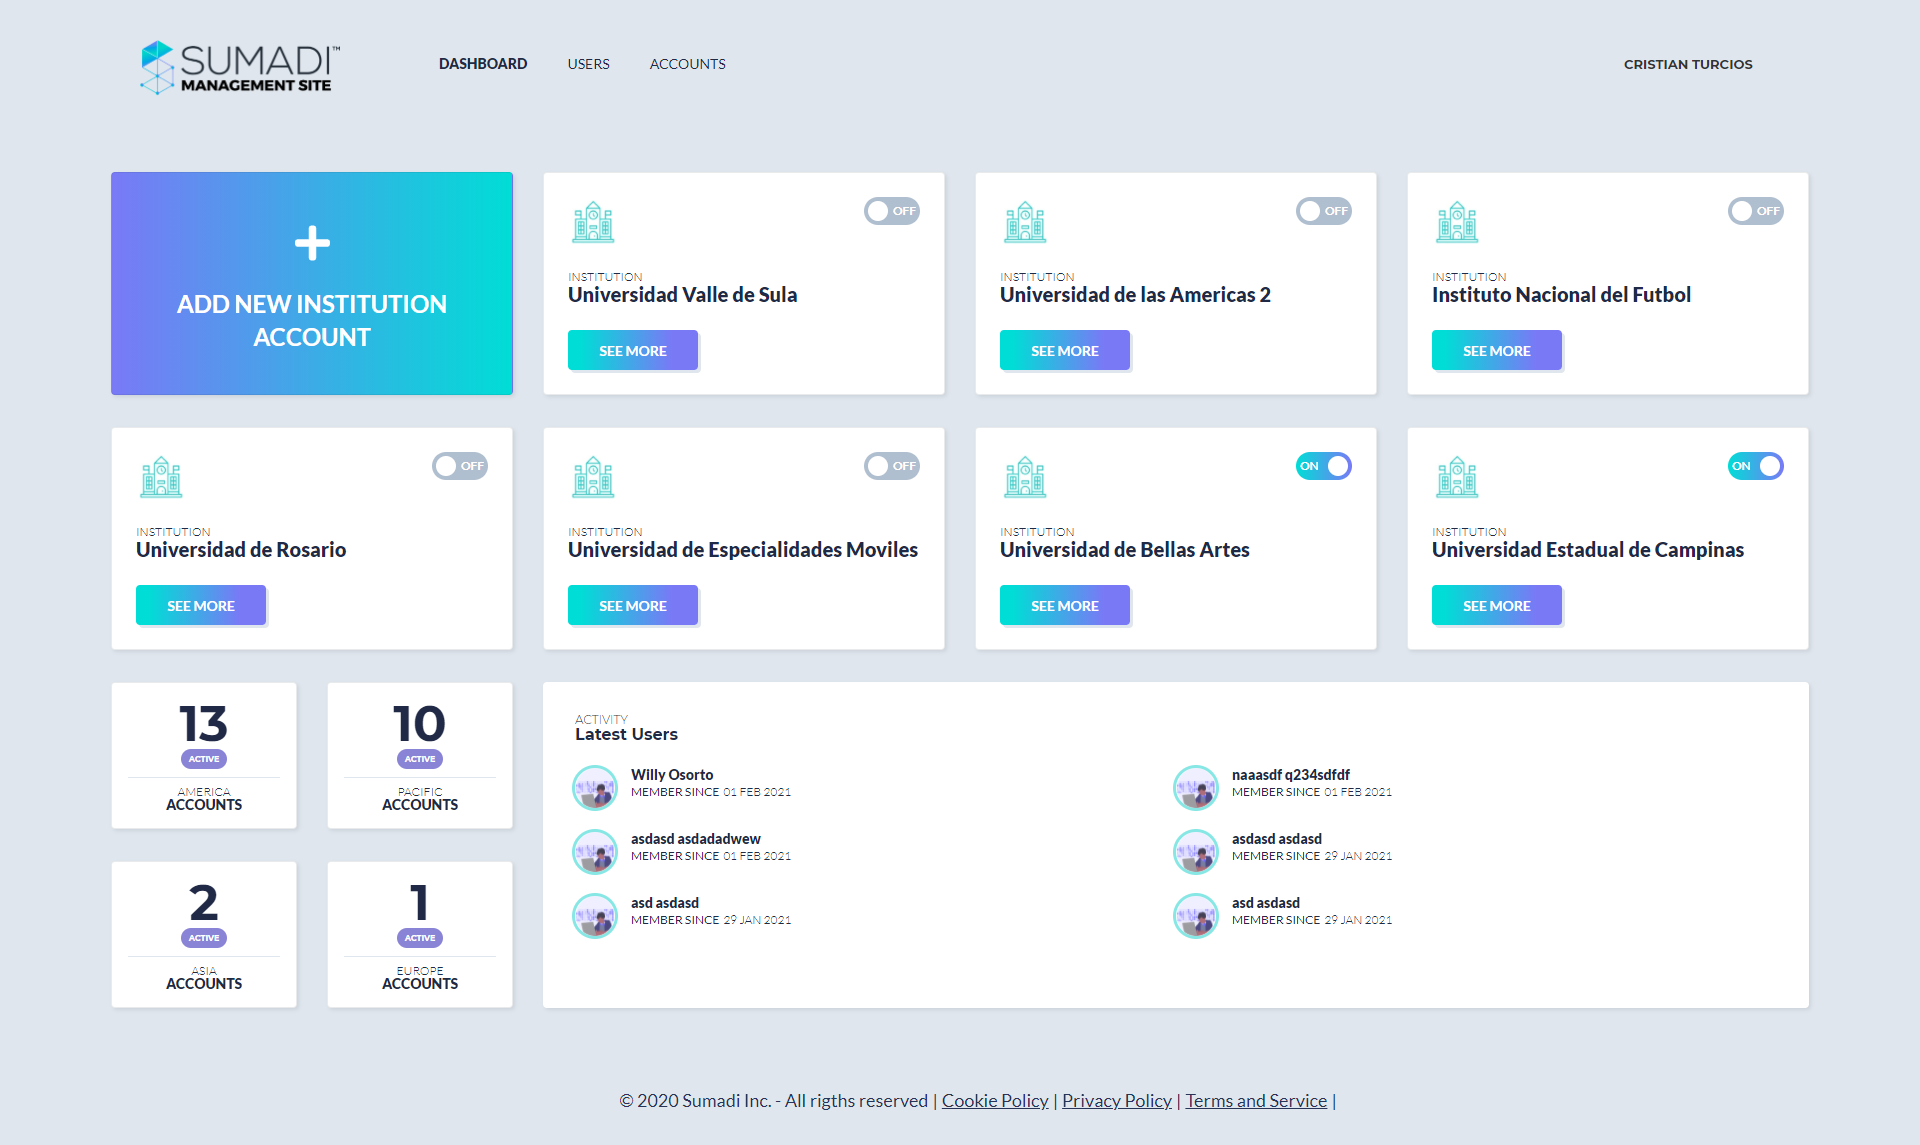 SUMADI™
MANAGEMENT SITE
DASHBOARD
USERS
ACCOUNTS
CRISTIAN TURCIOS
ADD NEW INSTITUTION
ACCOUNT
OFF
INSTITUTION
Universidad Valle de Sula
SEE MORE
OFF
INSTITUTION
Universidad de las Americas 2
SEE MORE
OFF
INSTITUTION
Instituto Nacional del Futbol
SEE MORE
OFF
INSTITUTION
Universidad de Rosario
SEE MORE
OFF
INSTITUTION
Universidad de Especialidades Moviles
SEE MORE
ON
INSTITUTION
Universidad de Bellas Artes
SEE MORE
ON
INSTITUTION
Universidad Estadual de Campinas
SEE MORE
13
ACTIVE
AMERICA
ACCOUNTS
10
ACTIVE
PACIFIC
ACCOUNTS
2
ACTIVE
ASIA
ACCOUNTS
1
ACTIVE
EUROPE
ACCOUNTS
ACTIVITY
Latest Users
Willy Osorto
MEMBER SINCE 01 FEB 2021
naaasdf q234sdfdf
MEMBER SINCE 01 FEB 2021
asdasd asdadadwew
MEMBER SINCE 01 FEB 2021
asdasd asdasd
MEMBER SINCE 29 JAN 2021
asd asdasd
MEMBER SINCE 29 JAN 2021
asd asdasd
MEMBER SINCE 29 JAN 2021
© 2020 Sumadi Inc. - All rigths reserved | Cookie Policy | Privacy Policy | Terms and Service |